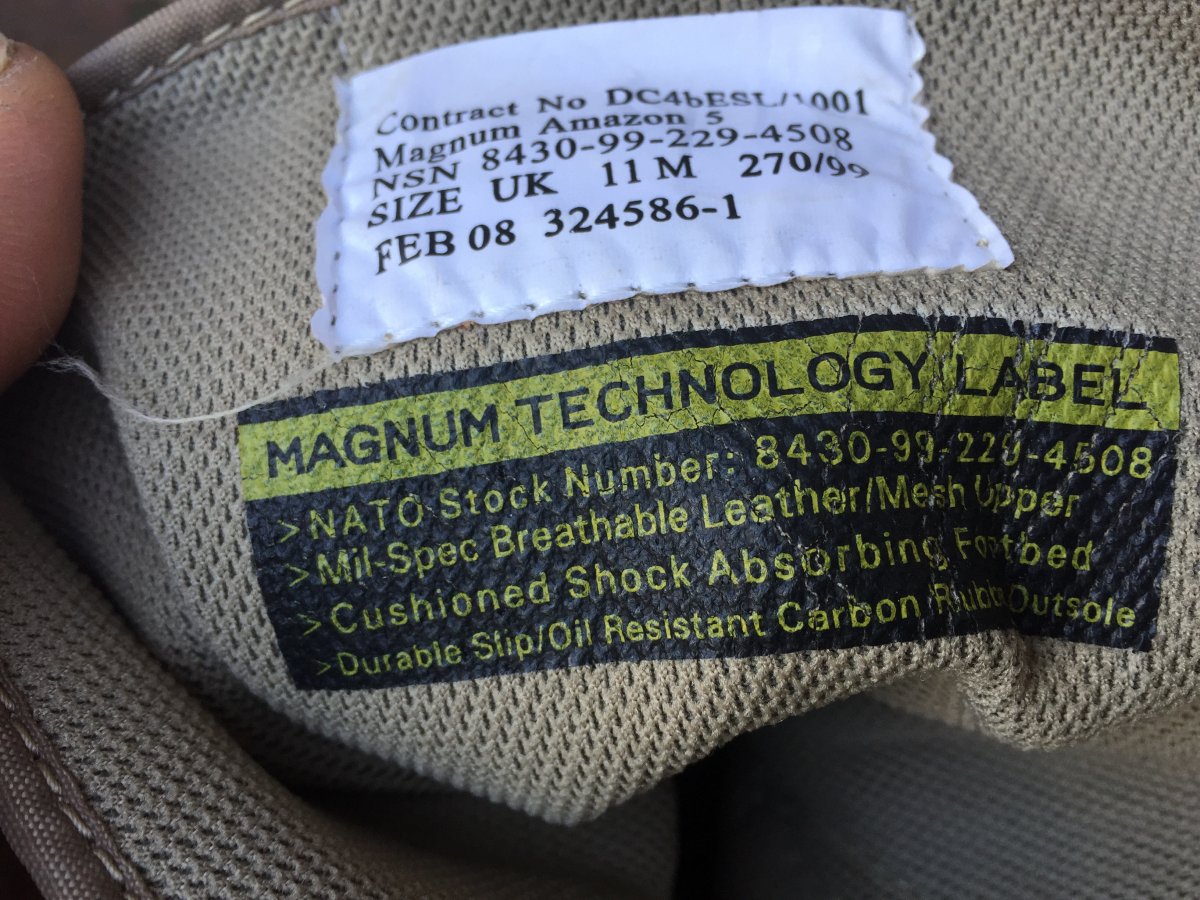 Contract No DC4bESL/1001
Magnum Amazon 5
NSN 8430-99-229-4508
SIZE UK 11 M 270/99
FEB 08 324586-1
MAGNUM TECHNOLOGY LABEL
>NATO Stock Number: 8430-99-229-4508
>Mil-Spec Breathable Leather/Mesh Upper
>Cushioned Shock Absorbing Footbed
>Durable Slip/Oil Resistant Carbon Rubber Outsole